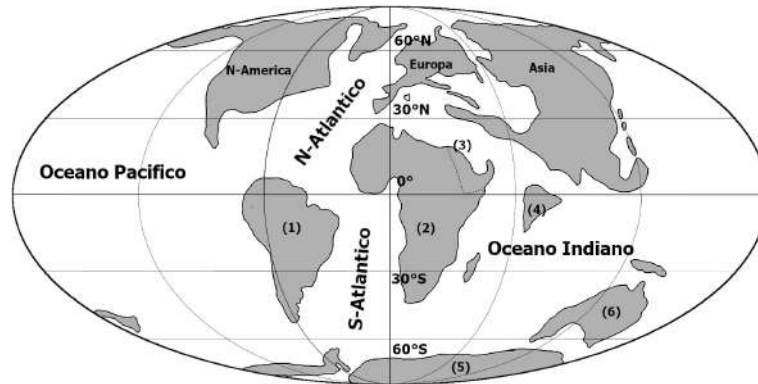 60°N
N-America
Europa
Asia
N-Atlantico
30°N
(3)
Oceano Pacifico
0°
(4)
(1)
(2)
Oceano Indiano
S-Atlantico
30°S
(6)
60°S
(5)